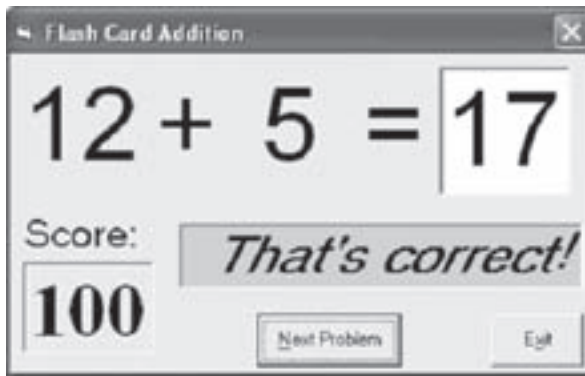 Flash Card Addition
12 + 5 = 17
Score:
That's correct!
100
Next Problem
Exit